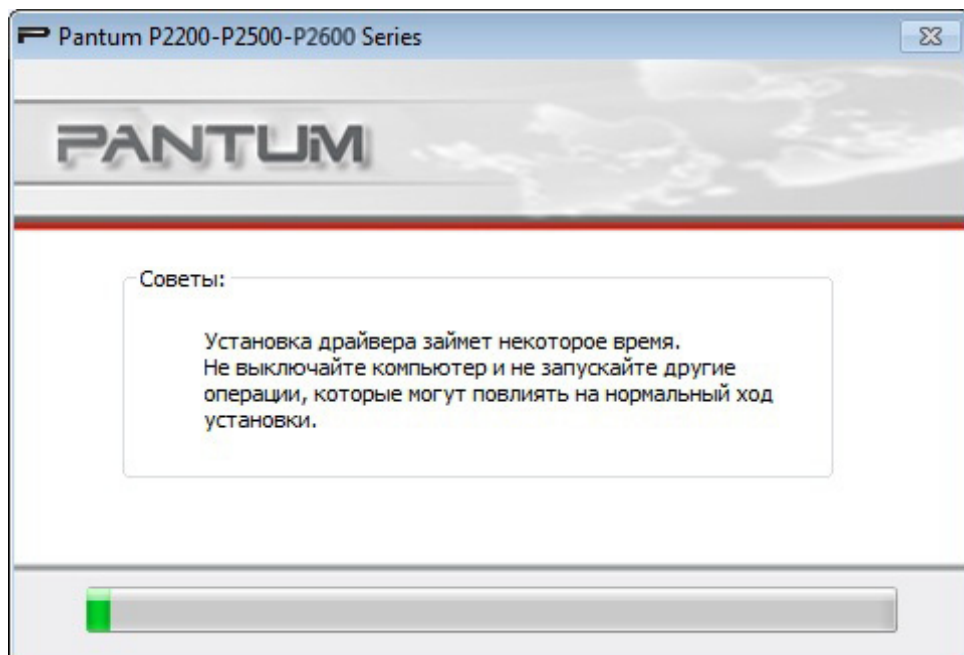 Pantum P2200-P2500-P2600 Series
PANTUM
Советы:
Установка драйвера займет некоторое время.
Не выключайте компьютер и не запускайте другие
операции, которые могут повлиять на нормальный ход
установки.